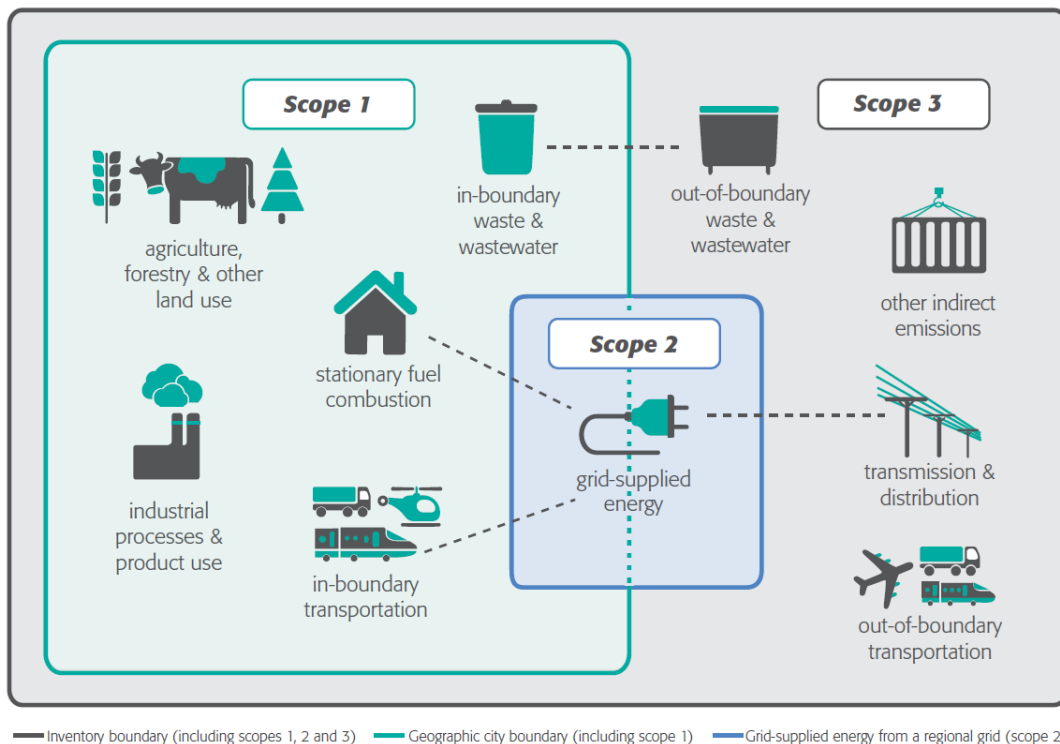 Scope 1
Scope 3
in-boundary
waste &
wastewater
out-of-boundary
waste &
wastewater
agriculture,
forestry & other
land use
other indirect
emissions
Scope 2
stationary fuel
combustion
grid-supplied
energy
transmission &
distribution
industrial
processes &
product use
in-boundary
transportation
out-of-boundary
transportation
Inventory boundary (including scopes 1, 2 and 3) Geographic city boundary (including scope 1) Grid-supplied energy from a regional grid (scope 2